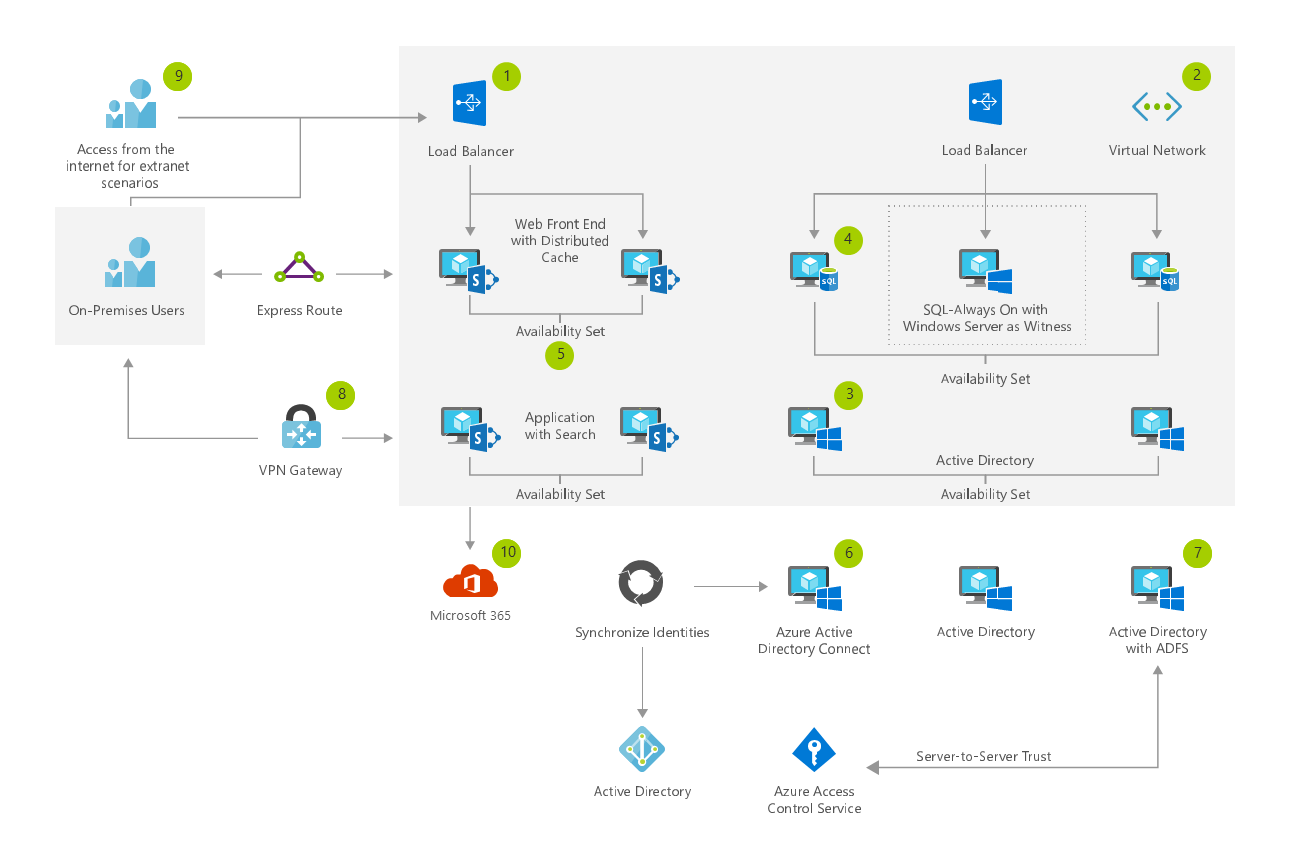 9
1
2
Access from the
internet for extranet
scenarios
Load Balancer
Load Balancer
Virtual Network
Web Front End
with Distributed
Cache
S
S
4
SQL
SQL
On-Premises Users
Express Route
SQL-Always On with
Windows Server as Witness
Availability Set
5
Availability Set
8
3
Application
with Search
S
S
VPN Gateway
Active Directory
Availability Set
Availability Set
10
6
7
Microsoft 365
Synchronize Identities
Azure Active
Directory Connect
Active Directory
Active Directory
with ADFS
Server-to-Server Trust
Active Directory
Azure Access
Control Service